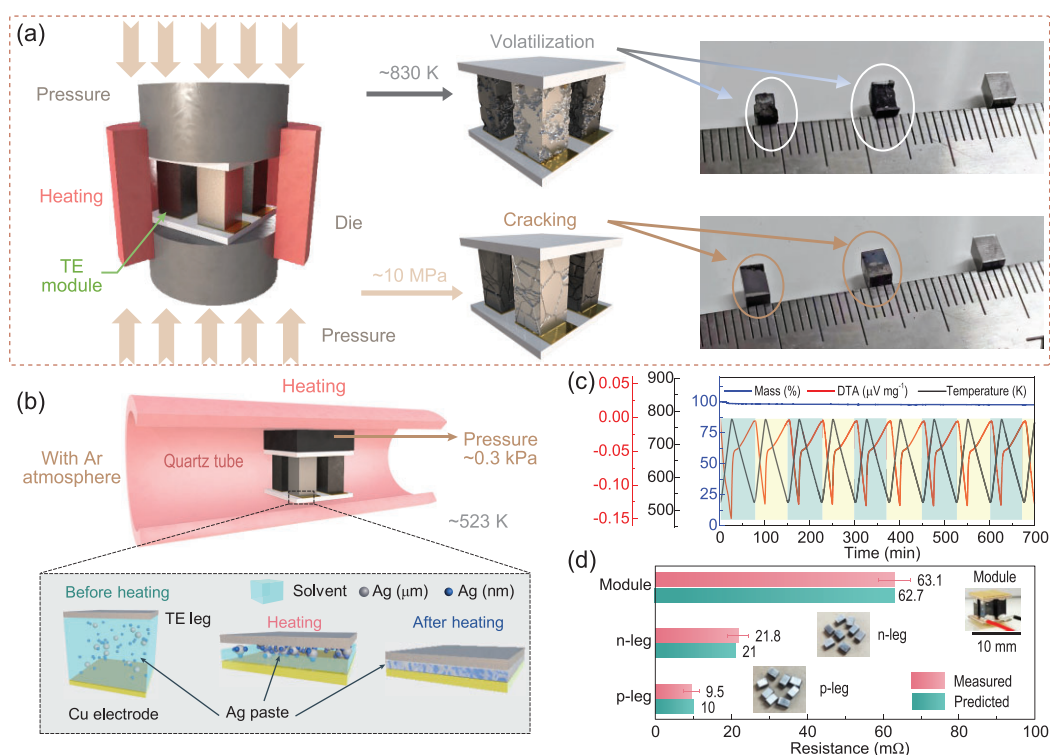 (a)
Pressure
Heating
TE
module
Die
Pressure
~830 K
Volatilization
~10 MPa
Cracking
(b)
Heating
With Ar
atmosphere
Quartz tube
Pressure
~0.3 kPa
~523 K
Before heating
Solvent
Ag (μm)
Ag (nm)
TE leg
Heating
After heating
Cu electrode
Ag paste
(c)
0.05
0.00
-0.05
-0.10
-0.15
900
800
700
600
500
100
75
50
25
0
Mass (%)
DTA (μV mg⁻¹)
Temperature (K)
0 100 200 300 400 500 600 700
Time (min)
(d)
Module
63.1
62.7
Module
10 mm
n-leg
21.8
21
n-leg
p-leg
9.5
10
p-leg
Measured
Predicted
0 20 40 60 80 100
Resistance (mΩ)